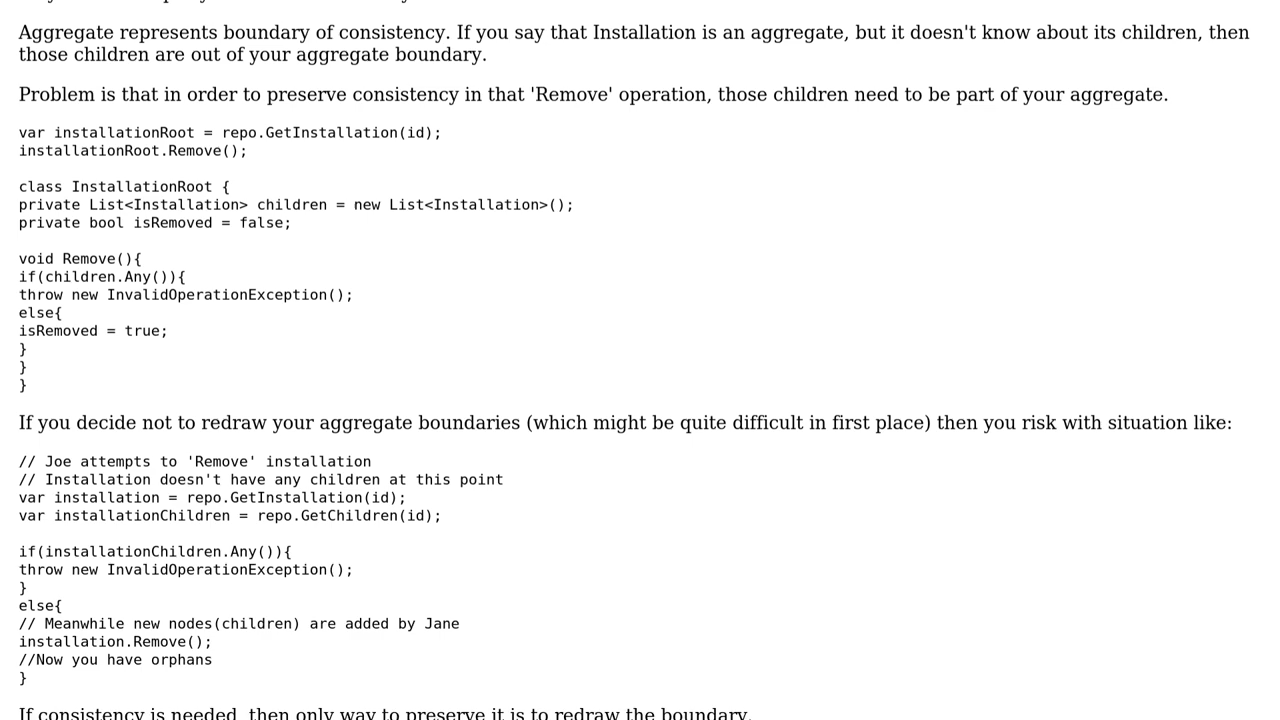 Aggregate represents boundary of consistency. If you say that Installation is an aggregate, but it doesn't know about its children, then
those children are out of your aggregate boundary.
Problem is that in order to preserve consistency in that 'Remove' operation, those children need to be part of your aggregate.
var installationRoot = repo.GetInstallation(id);
installationRoot.Remove();
class InstallationRoot {
private List<Installation> children = new List<Installation>();
private bool isRemoved = false;
void Remove(){
if(children.Any()){
throw new InvalidOperationException();
else{
isRemoved = true;
}
}
}
If you decide not to redraw your aggregate boundaries (which might be quite difficult in first place) then you risk with situation like:
// Joe attempts to 'Remove' installation
// Installation doesn't have any children at this point
var installation = repo.GetInstallation(id);
var installationChildren = repo.GetChildren(id);
if(installationChildren.Any()){
throw new InvalidOperationException();
}
else{
// Meanwhile new nodes(children) are added by Jane
installation.Remove();
//Now you have orphans
}
If consistency is needed, then only way to preserve it is to redraw the boundary.